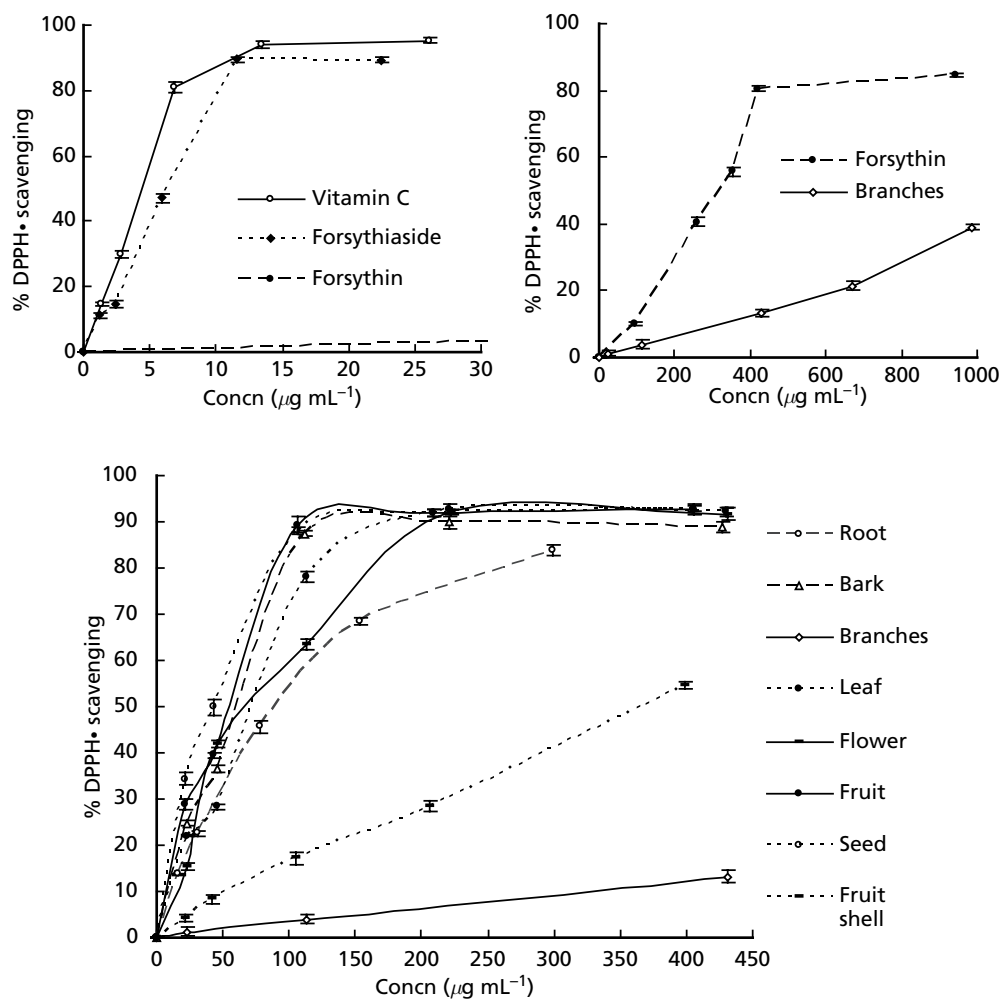 100
80
60
40
20
0
% DPPH• scavenging
0 5 10 15 20 25 30
Concn (μg mL⁻¹)
Vitamin C
Forsythiaside
Forsythin
100
80
60
40
20
0
% DPPH• scavenging
0 200 400 600 800 1000
Concn (μg mL⁻¹)
Forsythin
Branches
100
90
80
70
60
50
40
30
20
10
0
% DPPH• scavenging
0 50 100 150 200 250 300 350 400 450
Concn (μg mL⁻¹)
Root
Bark
Branches
Leaf
Flower
Fruit
Seed
Fruit
shell